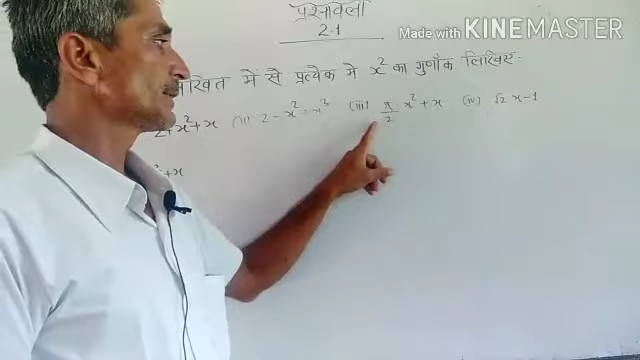 Made with KINEMASTER
प्रश्नावली
2.1
में से प्रत्येक मे x² का गुणाँक लिखिए:
2+x²+x (ii) 2-x²+x³ (iii) π/2 x²+x (iv) √2 x-1
+x